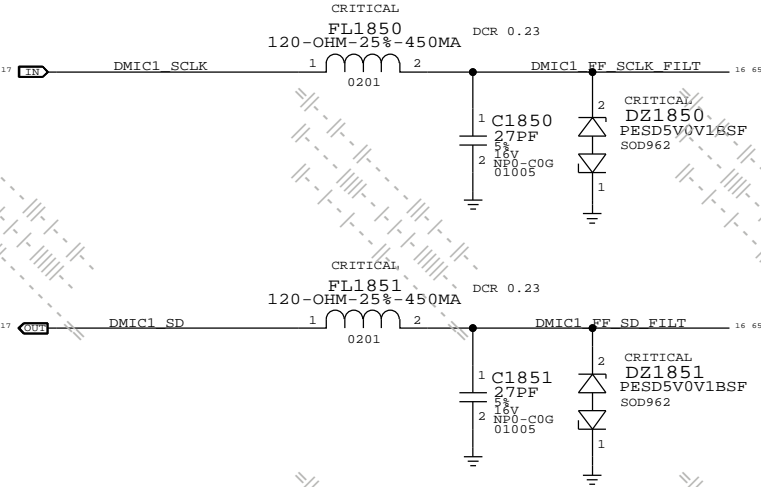 CRITICAL
FL1850
120-OHM-25%-450MA
DCR 0.23
17 IN DMIC1_SCLK 1 2 DMIC1_FF_SCLK_FILT 16 65
0201
1 C1850
27PF
5%
16V
2 NP0-C0G
01005
2 CRITICAL
DZ1850
PESD5V0V1BSF
SOD962
1
CRITICAL
FL1851
120-OHM-25%-450MA
DCR 0.23
17 OUT DMIC1_SD 1 2 DMIC1_FF_SD_FILT 16 65
0201
1 C1851
27PF
5%
16V
2 NP0-C0G
01005
2 CRITICAL
DZ1851
PESD5V0V1BSF
SOD962
1